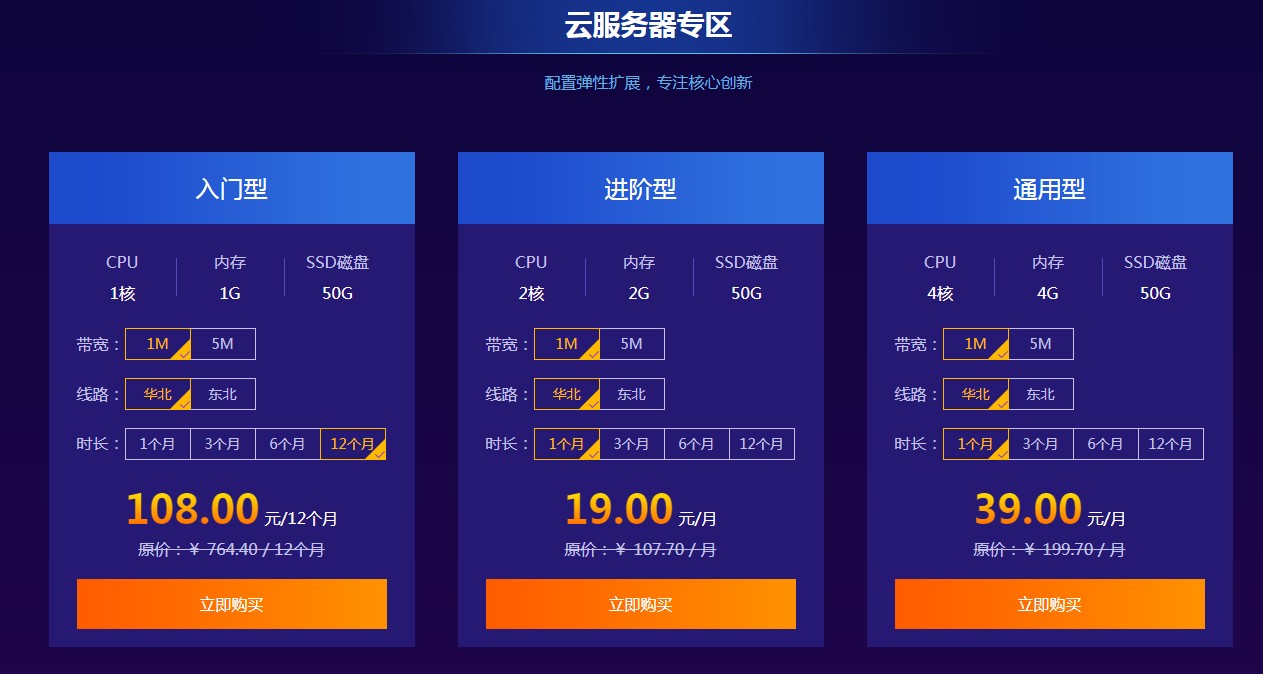 云服务器专区
配置弹性扩展，专注核心创新
入门型
CPU 内存 SSD磁盘
1核 1G 50G
带宽： 1M 5M
线路： 华北 东北
时长： 1个月 3个月 6个月 12个月
108.00 元/12个月
原价：￥ 764.40 / 12个月
立即购买
进阶型
CPU 内存 SSD磁盘
2核 2G 50G
带宽： 1M 5M
线路： 华北 东北
时长： 1个月 3个月 6个月 12个月
19.00 元/月
原价：￥ 107.70 / 月
立即购买
通用型
CPU 内存 SSD磁盘
4核 4G 50G
带宽： 1M 5M
线路： 华北 东北
时长： 1个月 3个月 6个月 12个月
39.00 元/月
原价：￥ 199.70 / 月
立即购买